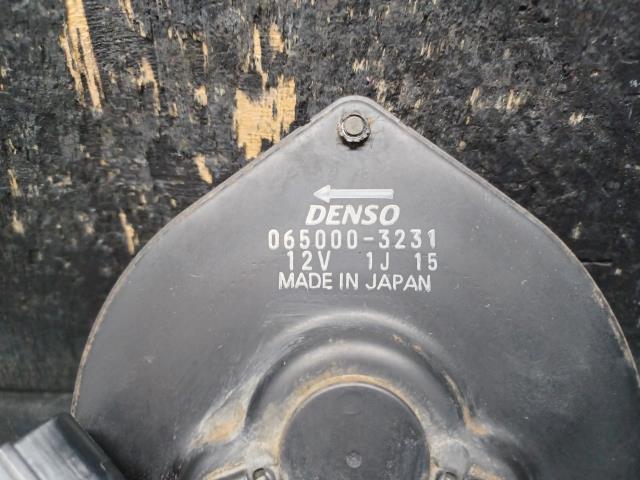 DENSO
065000-3231
12V 1J 15
MADE IN JAPAN